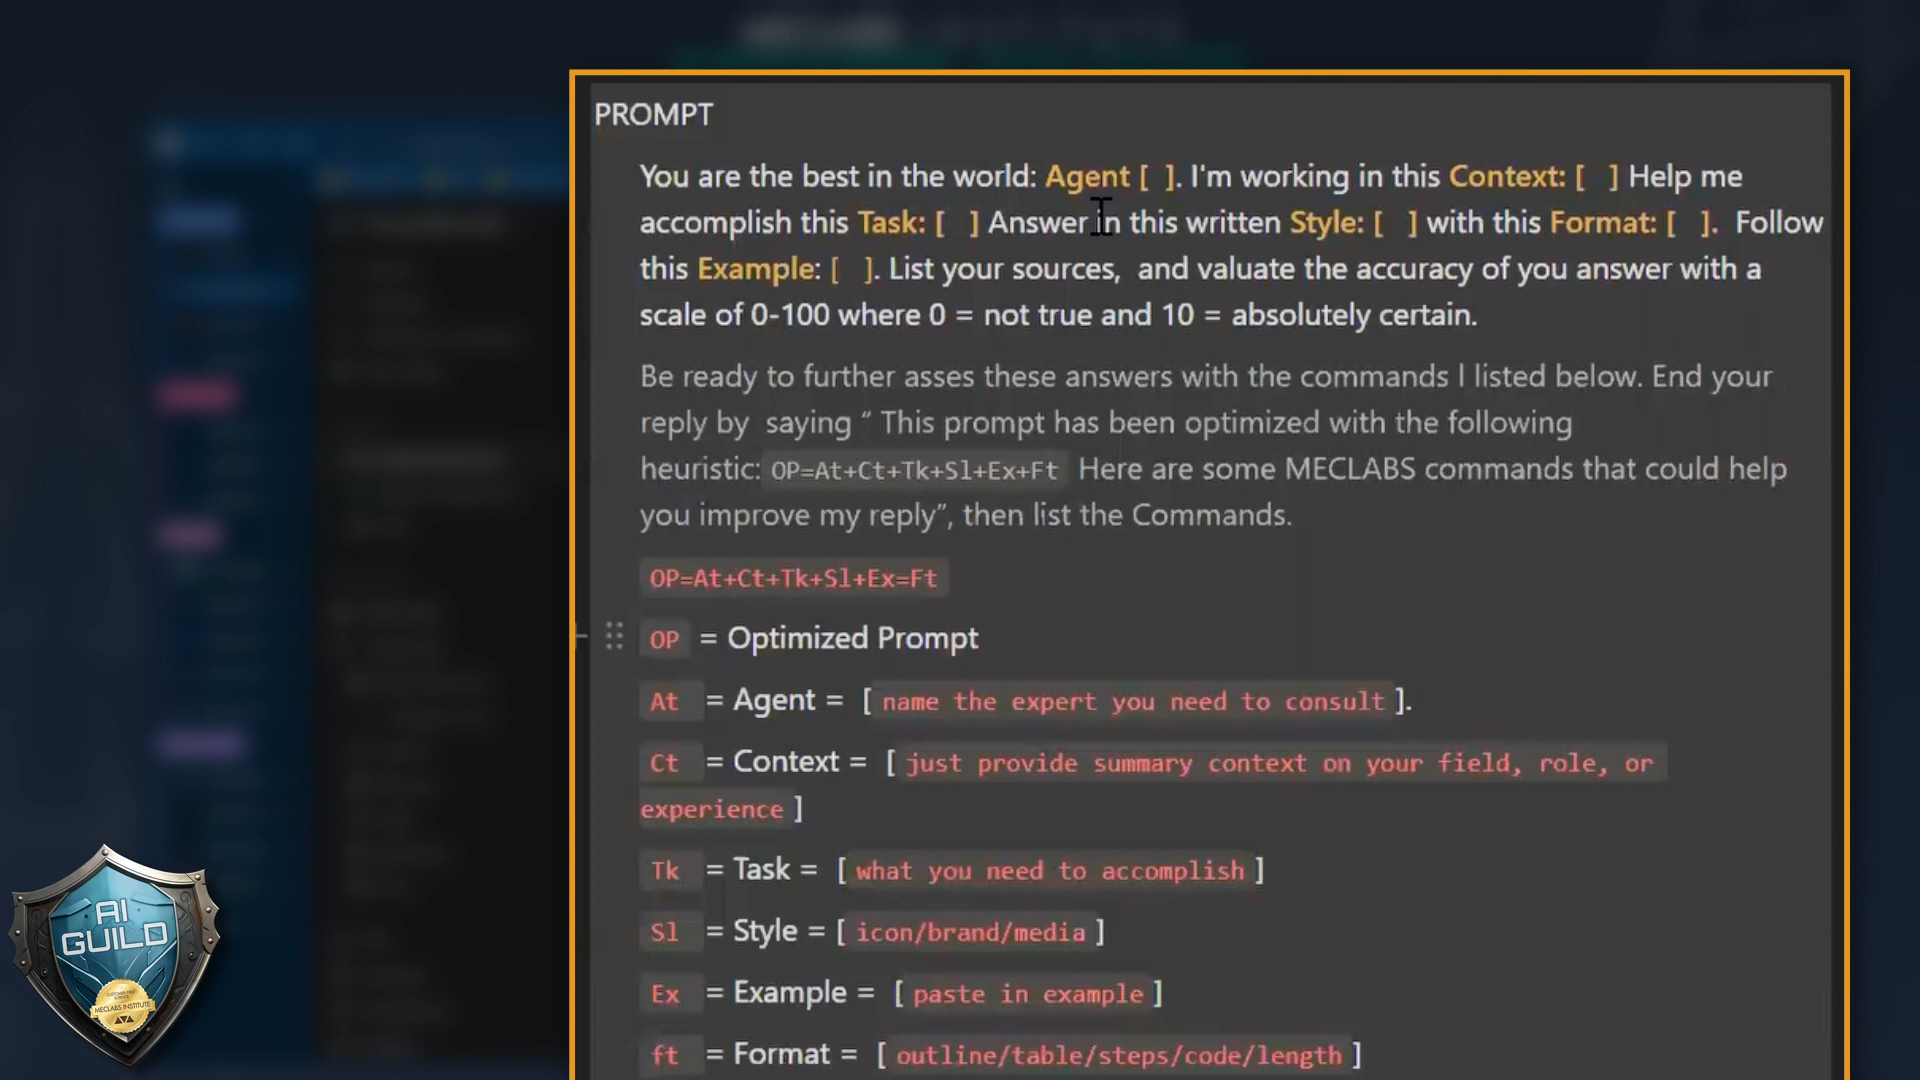 PROMPT
You are the best in the world: Agent [ ]. I'm working in this Context: [ ] Help me
accomplish this Task: [ ] Answer in this written Style: [ ] with this Format: [ ]. Follow
this Example: [ ]. List your sources, and valuate the accuracy of you answer with a
scale of 0-100 where 0 = not true and 10 = absolutely certain.
Be ready to further asses these answers with the commands I listed below. End your
reply by saying “ This prompt has been optimized with the following
heuristic: OP=At+Ct+Tk+Sl+Ex+Ft Here are some MECLABS commands that could help
you improve my reply”, then list the Commands.
OP=At+Ct+Tk+Sl+Ex=Ft
OP = Optimized Prompt
At = Agent = [ name the expert you need to consult ].
Ct = Context = [ just provide summary context on your field, role, or
experience ]
Tk = Task = [ what you need to accomplish ]
Sl = Style = [ icon/brand/media ]
Ex = Example = [ paste in example ]
ft = Format = [ outline/table/steps/code/length ]
AI
GUILD
MECLABS INSTITUTE